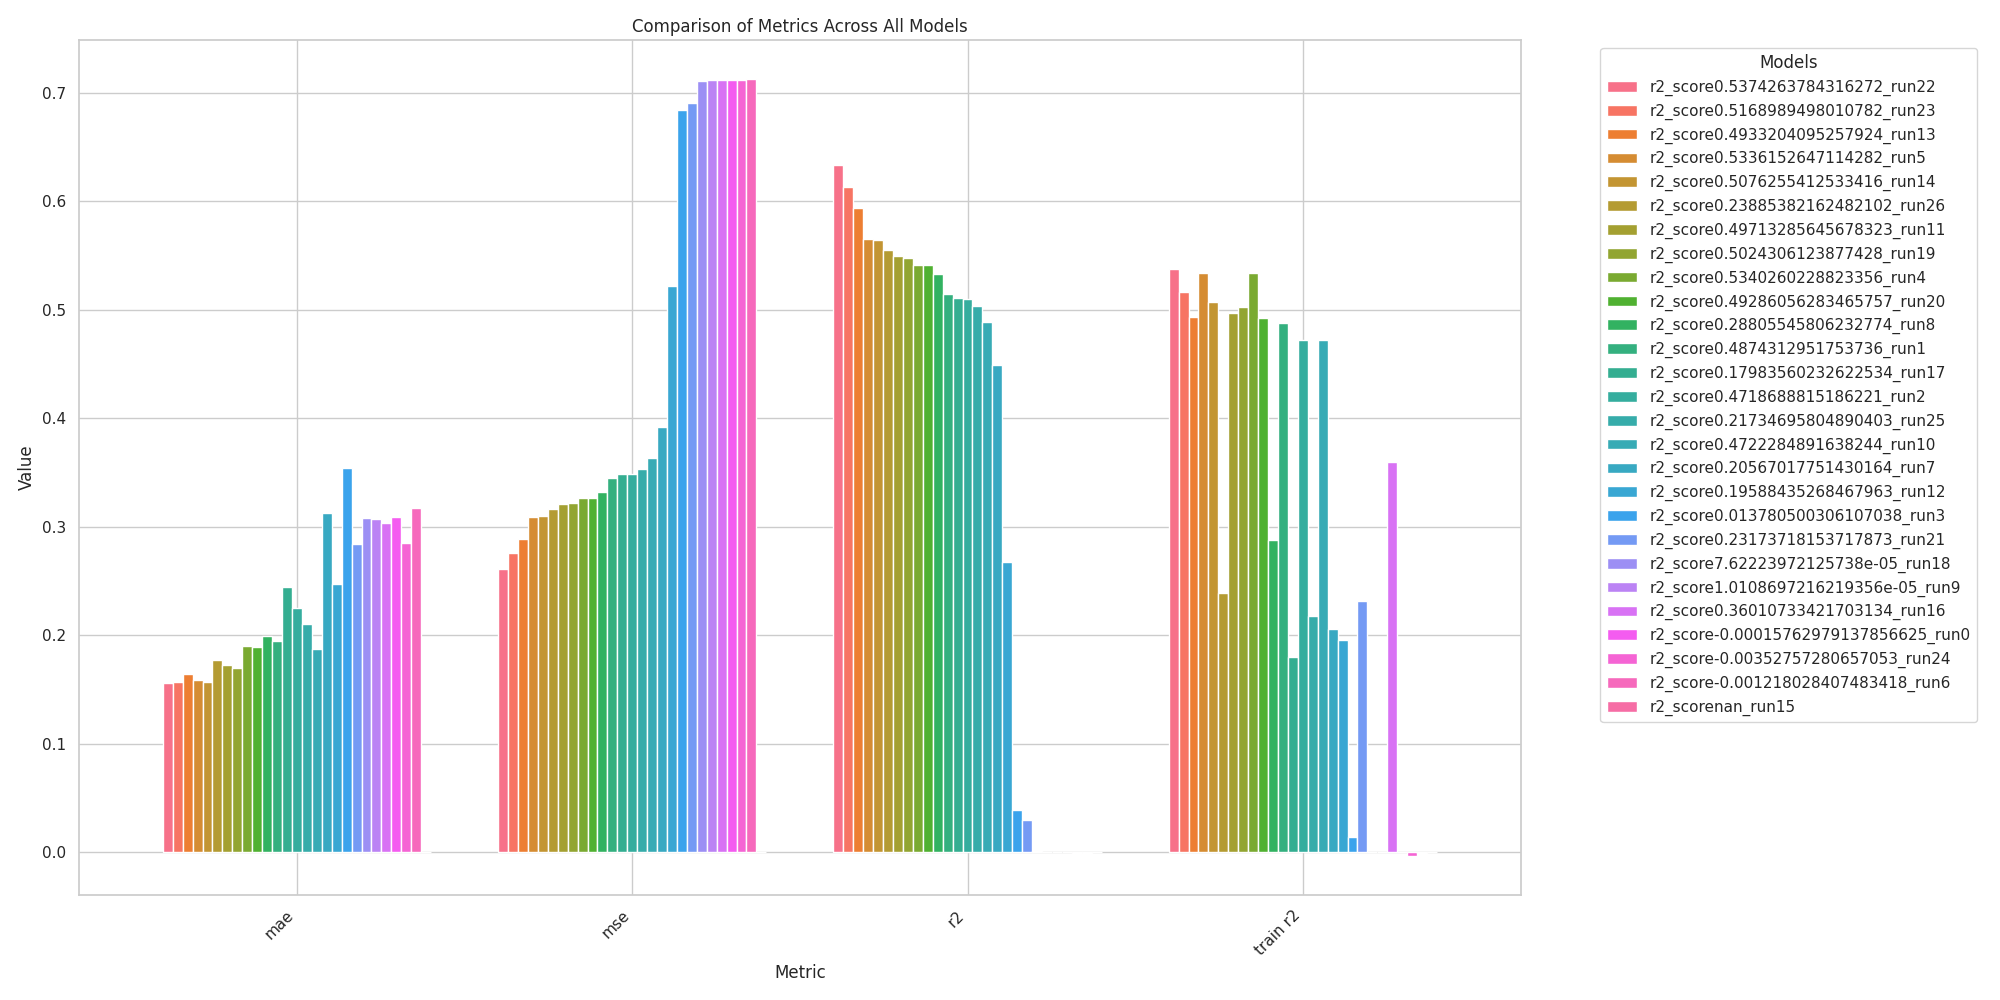 Comparison of Metrics Across All Models
Value
0.7
0.6
0.5
0.4
0.3
0.2
0.1
0.0
mae
mse
r2
train r2
Metric
Models
r2_score0.5374263784316272_run22
r2_score0.5168989498010782_run23
r2_score0.4933204095257924_run13
r2_score0.5336152647114282_run5
r2_score0.5076255412533416_run14
r2_score0.23885382162482102_run26
r2_score0.49713285645678323_run11
r2_score0.5024306123877428_run19
r2_score0.5340260228823356_run4
r2_score0.49286056283465757_run20
r2_score0.28805545806232774_run8
r2_score0.4874312951753736_run1
r2_score0.17983560232622534_run17
r2_score0.4718688815186221_run2
r2_score0.21734695804890403_run25
r2_score0.4722284891638244_run10
r2_score0.20567017751430164_run7
r2_score0.19588435268467963_run12
r2_score0.013780500306107038_run3
r2_score0.23173718153717873_run21
r2_score7.62223972125738e-05_run18
r2_score1.0108697216219356e-05_run9
r2_score0.36010733421703134_run16
r2_score-0.00015762979137856625_run0
r2_score-0.00352757280657053_run24
r2_score-0.001218028407483418_run6
r2_scorenan_run15